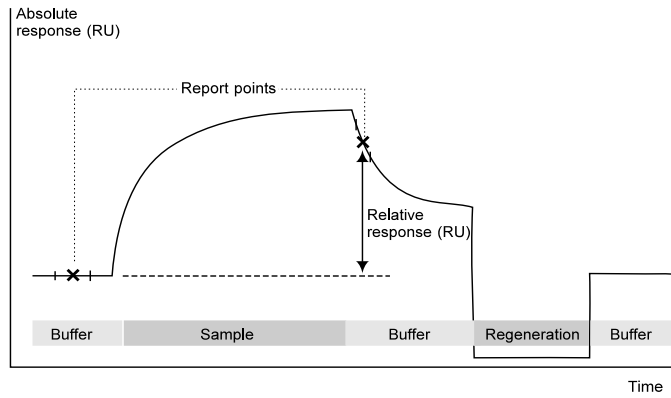 Absolute
response (RU)
Report points
Relative
response (RU)
Buffer
Sample
Buffer
Regeneration
Buffer
Time